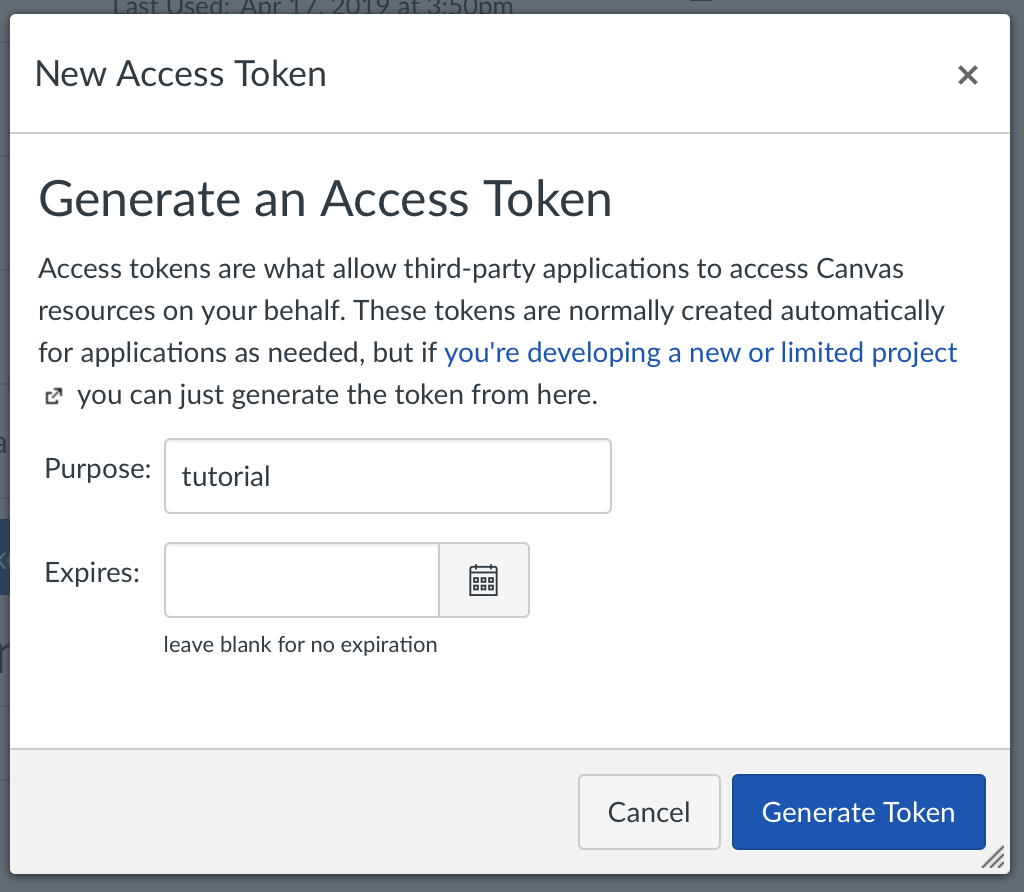 Last Used: Apr 17, 2019 at 3:50pm
New Access Token
Generate an Access Token
Access tokens are what allow third-party applications to access Canvas
resources on your behalf. These tokens are normally created automatically
for applications as needed, but if you're developing a new or limited project
you can just generate the token from here.
Purpose: tutorial
Expires:
leave blank for no expiration
Cancel Generate Token